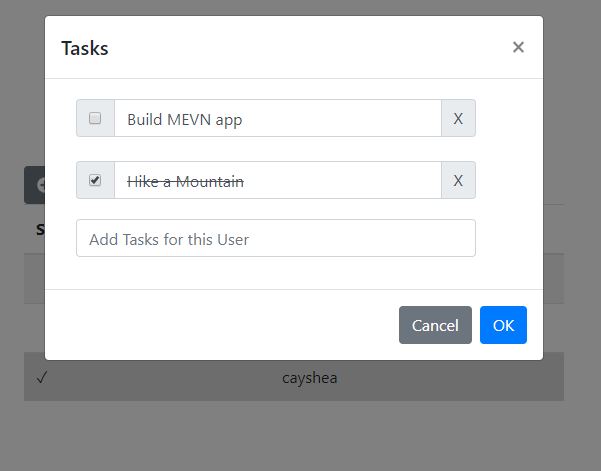 Tasks ×
Build MEVN app X
Hike a Mountain X
Add Tasks for this User
Cancel OK
S
✓ cayshea